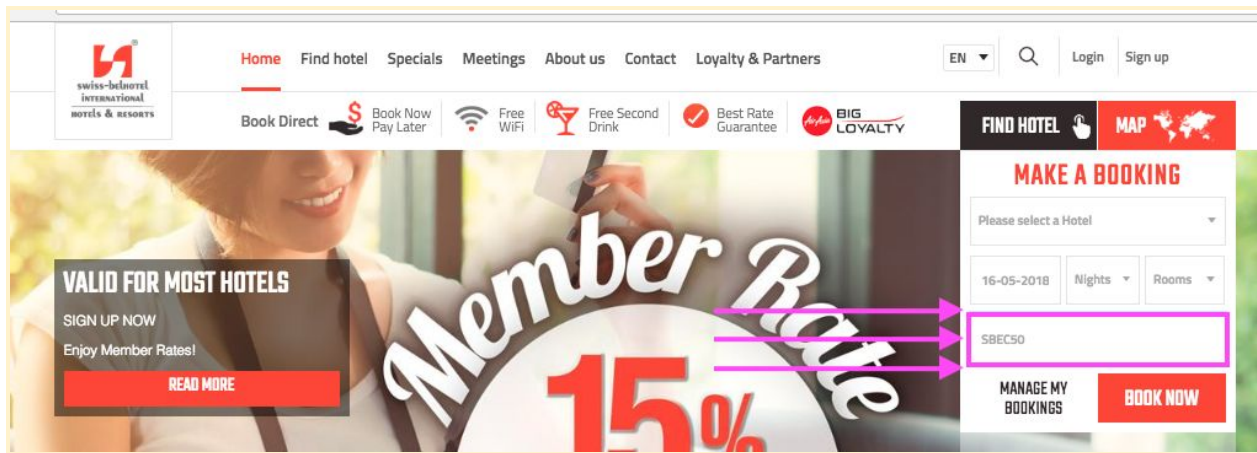 swiss-belhotel
international
hotels & resorts
Home Find hotel Specials Meetings About us Contact Loyalty & Partners
EN Login Sign up
Book Direct
Book Now
Pay Later
Free
WiFi
Free Second
Drink
Best Rate
Guarantee
AirAsia
BIG
LOYALTY
FIND HOTEL MAP
MAKE A BOOKING
Please select a Hotel
16-05-2018 Nights Rooms
SBEC50
MANAGE MY
BOOKINGS
BOOK NOW
VALID FOR MOST HOTELS
SIGN UP NOW
Enjoy Member Rates!
READ MORE
Member Rate
15%